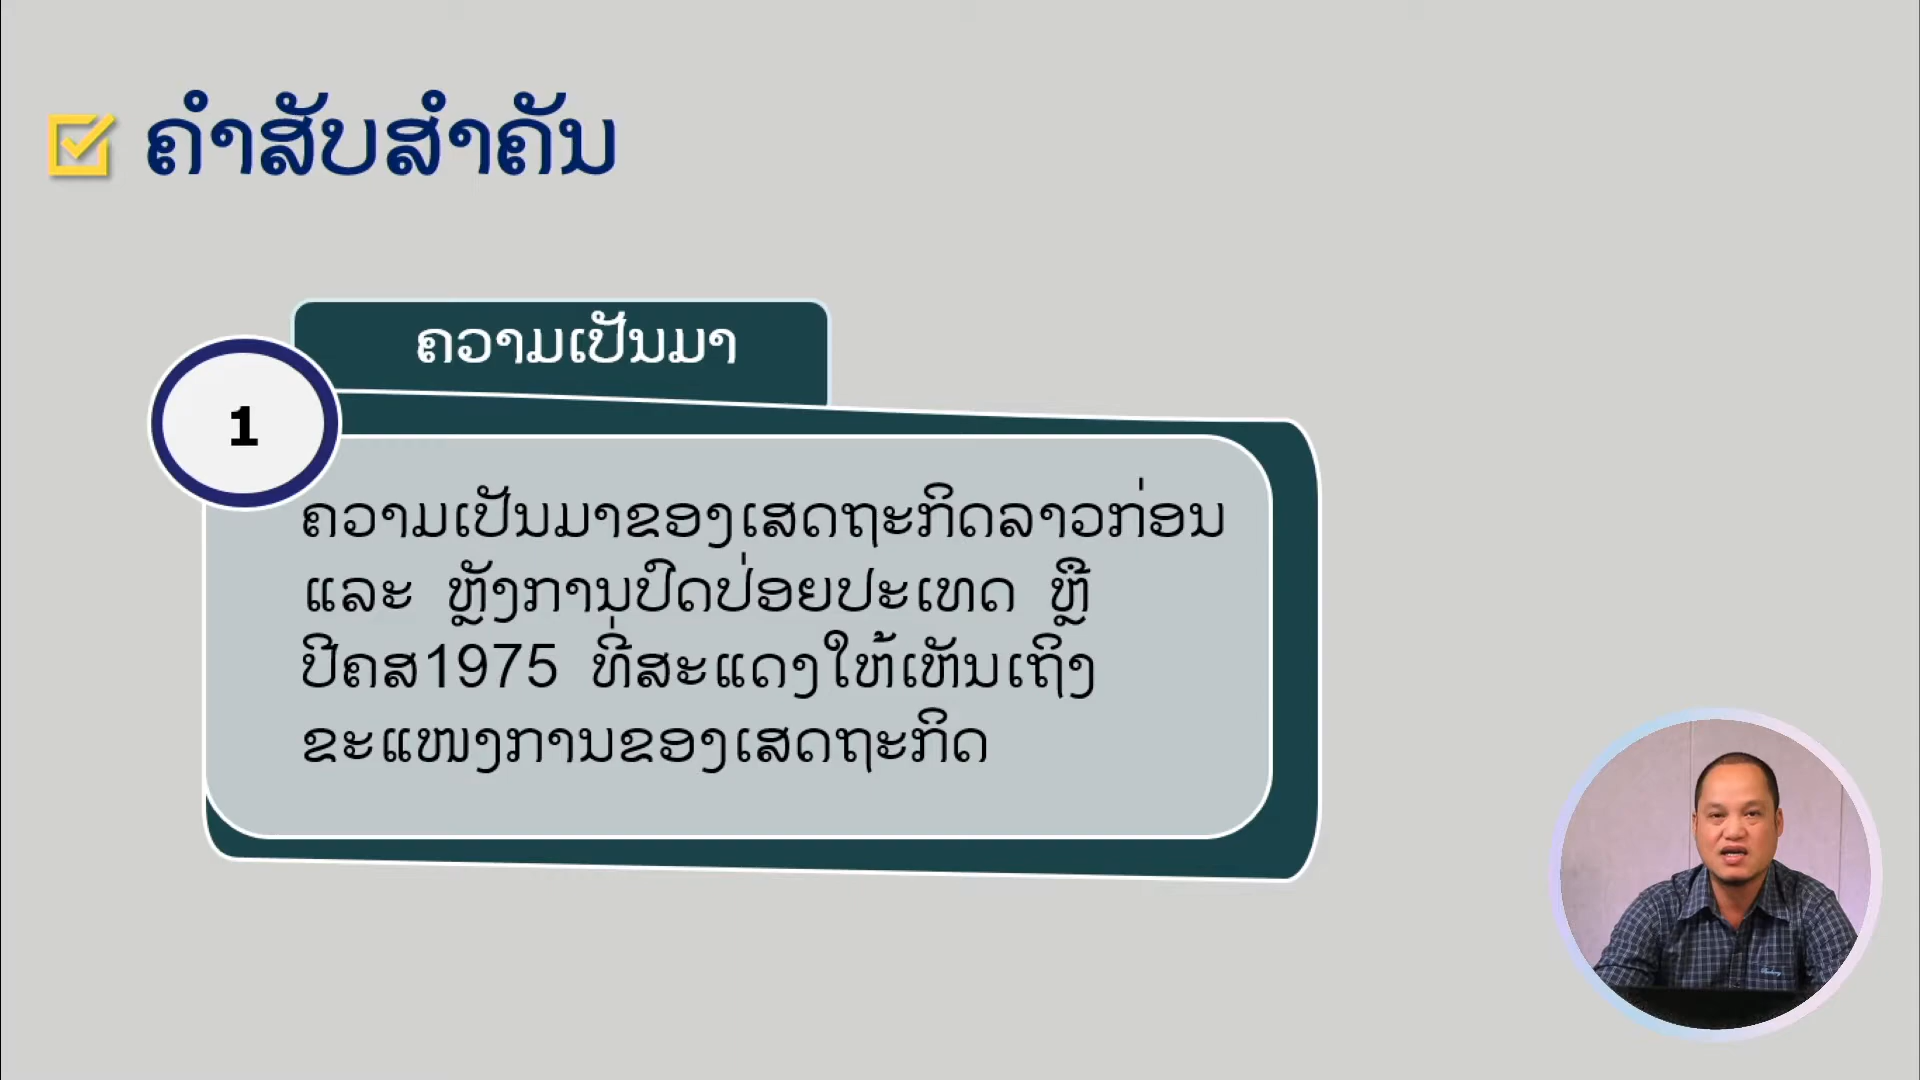 ຄຳສັບສຳຄັນ
ຄວາມເປັນມາ
1
ຄວາມເປັນມາຂອງເສດຖະກິດລາວກ່ອນ
ແລະ ຫຼັງການປົດປ່ອຍປະເທດ ຫຼື
ປີຄສ1975 ທີ່ສະແດງໃຫ້ເຫັນເຖິງ
ຂະແໜງການຂອງເສດຖະກິດ